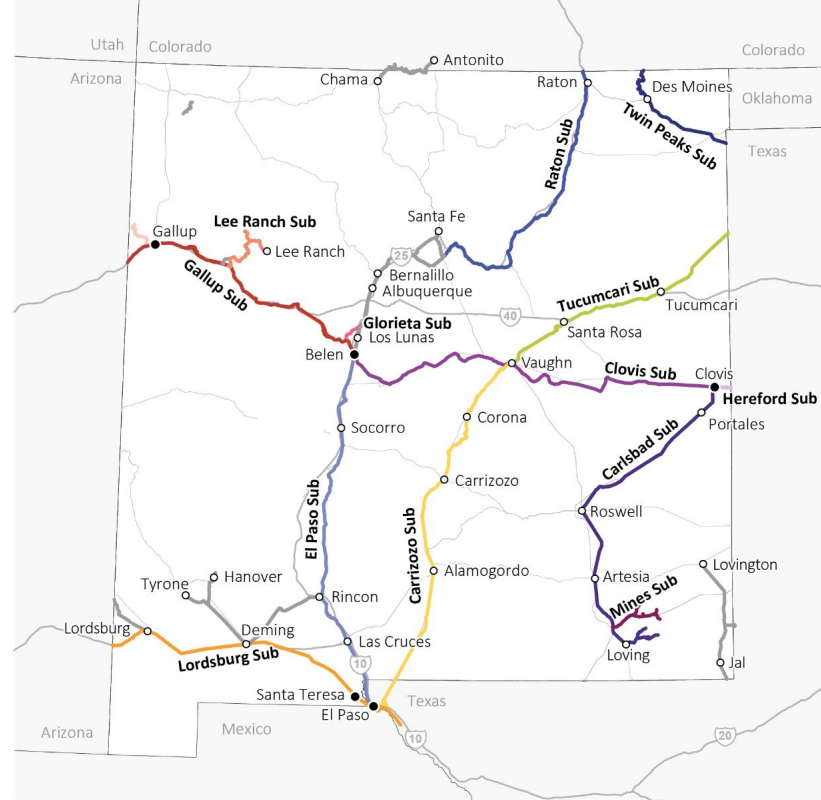 Utah
Colorado
Antonito
Colorado
Arizona
Chama
Raton
Des Moines
Oklahoma
Twin Peaks Sub
Raton Sub
Texas
Santa Fe
Lee Ranch Sub
Gallup
Lee Ranch
25
Gallup Sub
Bernalillo
Albuquerque
Tucumcari Sub
Tucumcari
40
Glorieta Sub
Santa Rosa
Los Lunas
Belen
Vaughn
Clovis Sub
Clovis
Hereford Sub
Corona
Portales
Socorro
Carlsbad Sub
Carrizozo
El Paso Sub
Roswell
Carrizozo Sub
Lovington
Hanover
Alamogordo
Artesia
Tyrone
Mines Sub
Rincon
Lordsburg
Deming
Las Cruces
Lordsburg Sub
Loving
10
Jal
Santa Teresa
El Paso
Texas
Arizona
Mexico
10
20